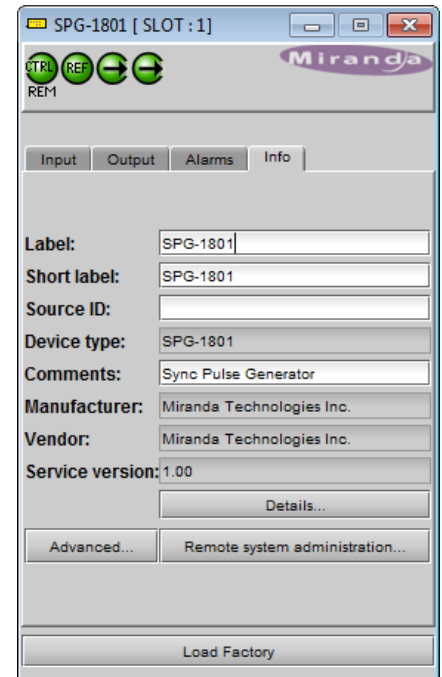 SPG-1801 [ SLOT : 1]
CTRL REF
REM
Miranda
Input Output Alarms Info
Label: SPG-1801
Short label: SPG-1801
Source ID:
Device type: SPG-1801
Comments: Sync Pulse Generator
Manufacturer: Miranda Technologies Inc.
Vendor: Miranda Technologies Inc.
Service version: 1.00
Details...
Advanced... Remote system administration...
Load Factory